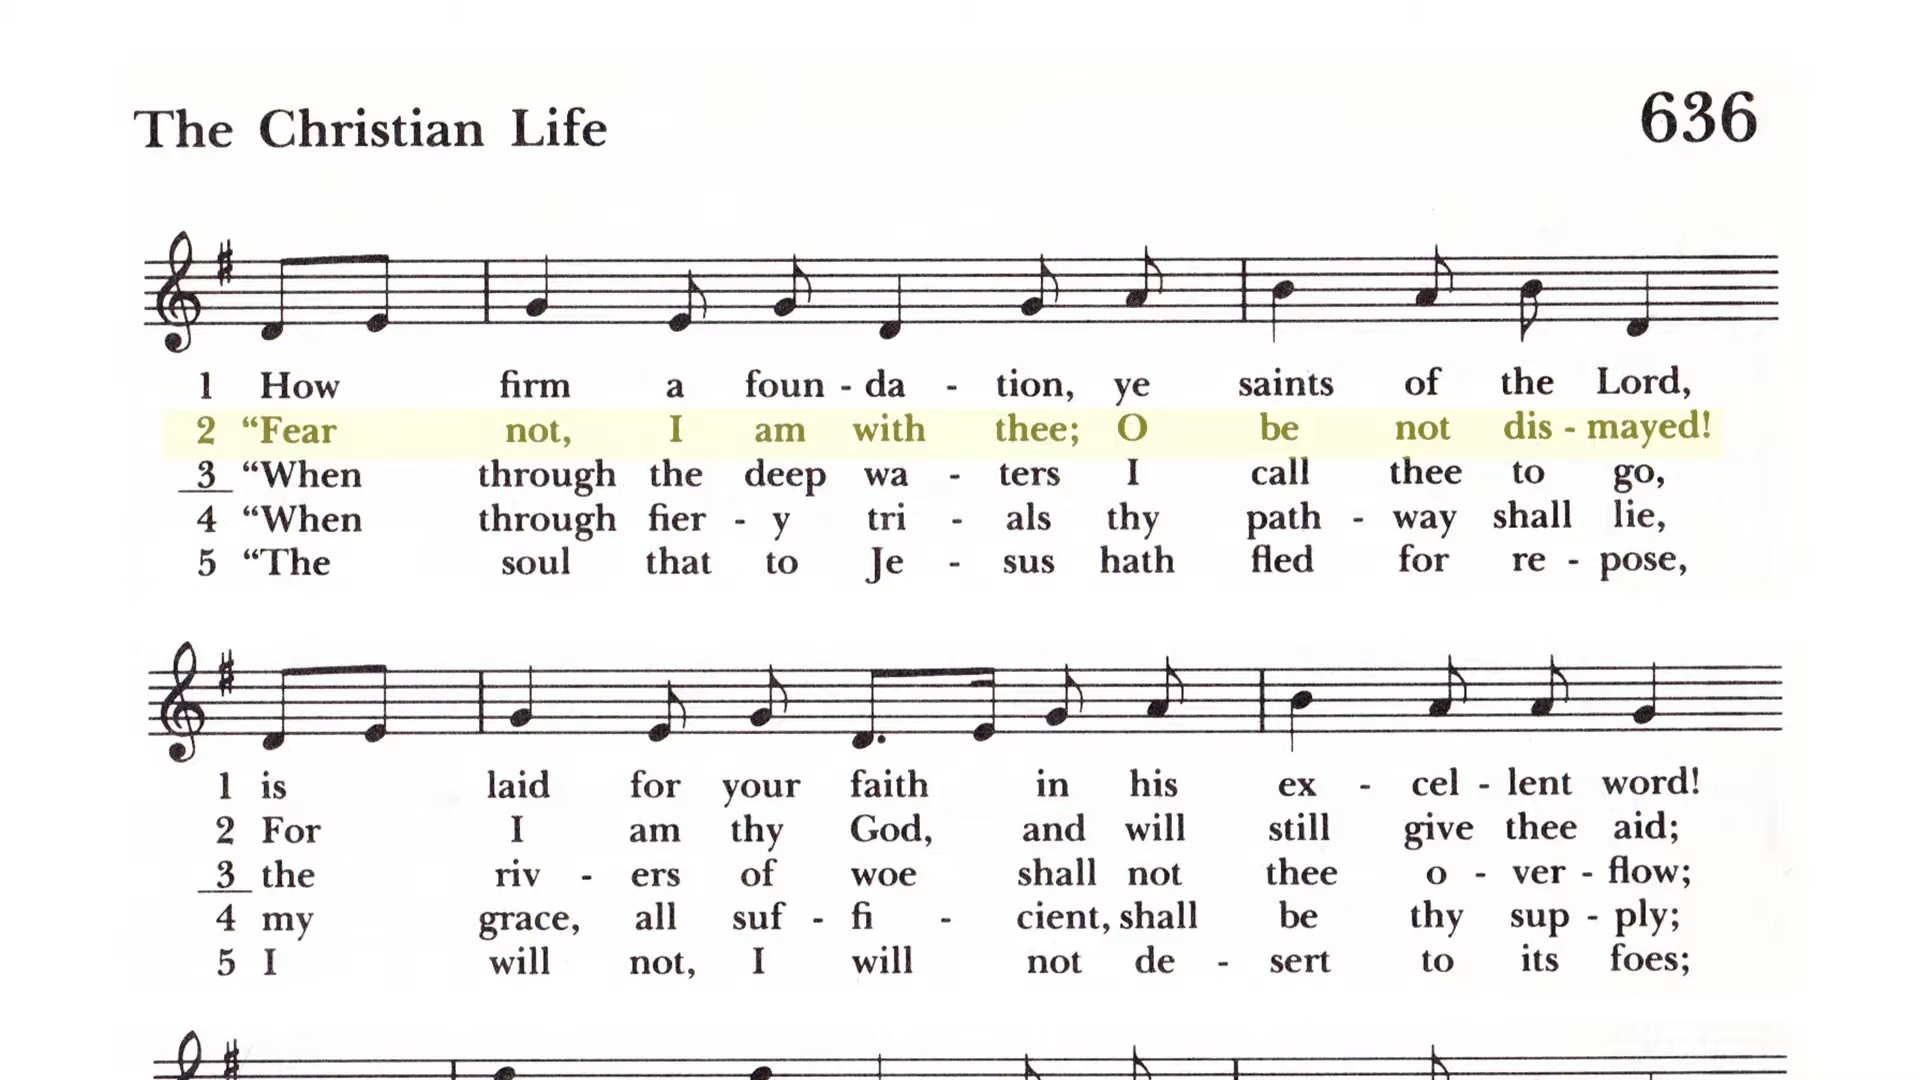 The Christian Life 636
1 How firm a foun - da - tion, ye saints of the Lord,
2 “Fear not, I am with thee; O be not dis - mayed!
3 “When through the deep wa - ters I call thee to go,
4 “When through fier - y tri - als thy path - way shall lie,
5 “The soul that to Je - sus hath fled for re - pose,
1 is laid for your faith in his ex - cel - lent word!
2 For I am thy God, and will still give thee aid;
3 the riv - ers of woe shall not thee o - ver - flow;
4 my grace, all suf - fi - cient, shall be thy sup - ply;
5 I will not, I will not de - sert to its foes;